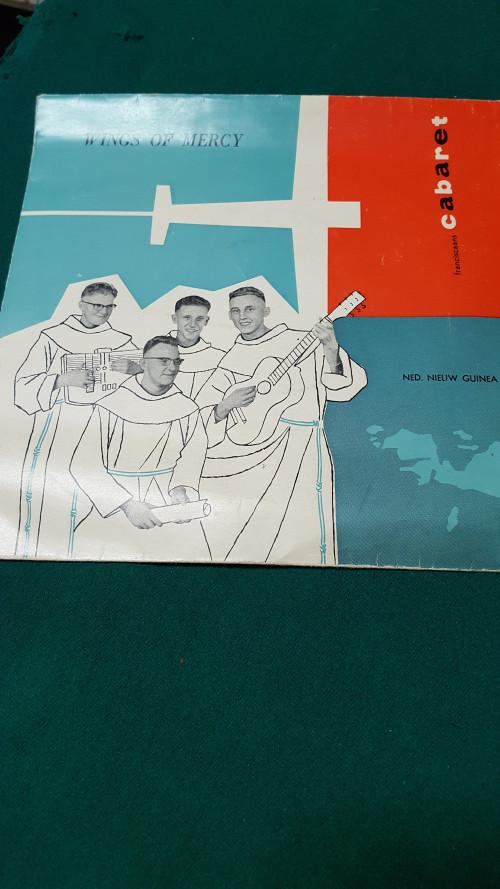 WINGS OF MERCY
franciscaans cabaret
NED. NIEUW GUINEA